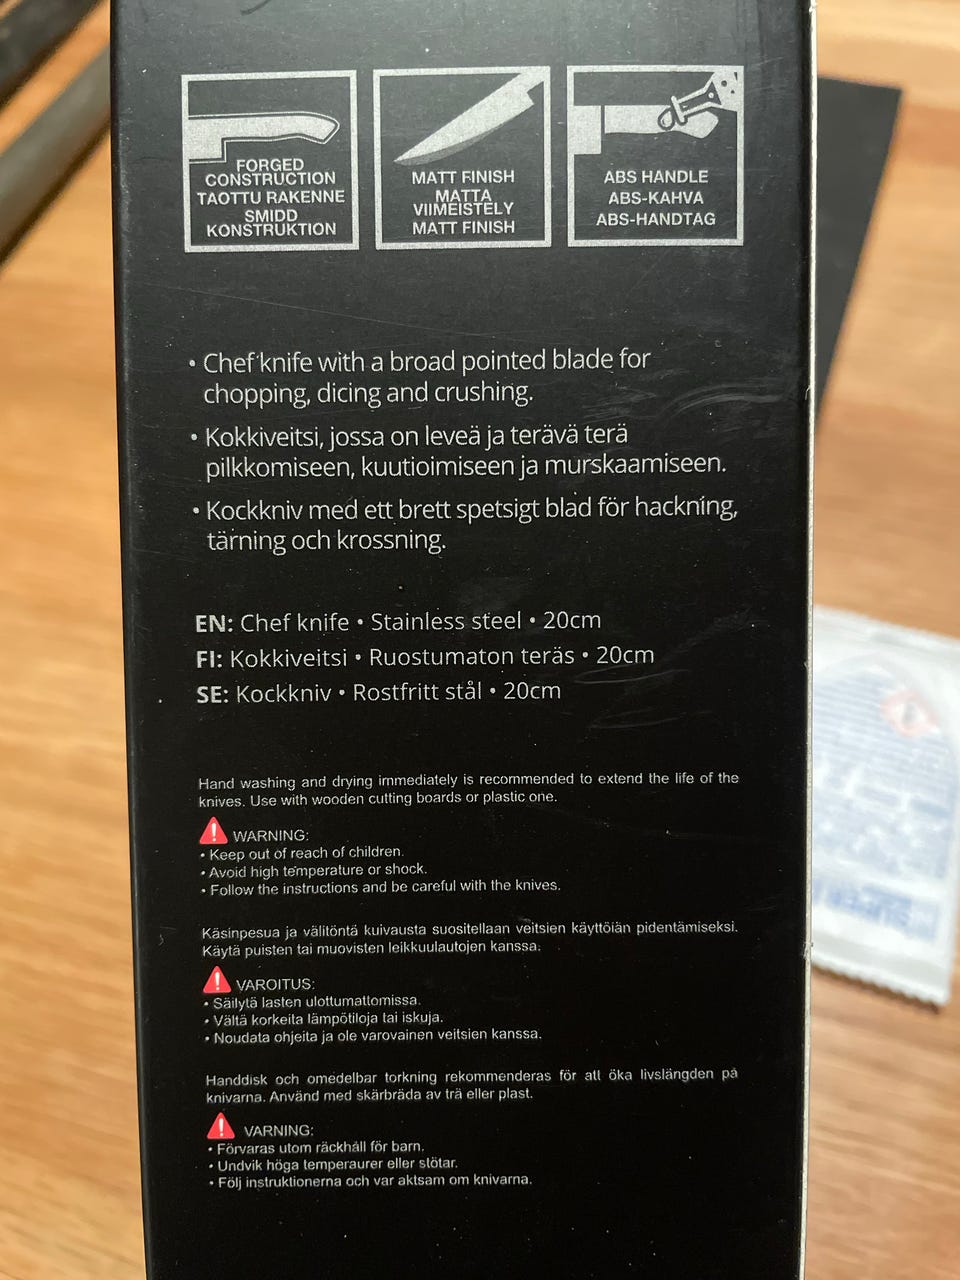 FORGED
CONSTRUCTION
TAOTTU RAKENNE
SMIDD
KONSTRUKTION
MATT FINISH
MATTA
VIIMEISTELY
MATT FINISH
ABS HANDLE
ABS-KAHVA
ABS-HANDTAG
• Chef knife with a broad pointed blade for
chopping, dicing and crushing.
• Kokkiveitsi, jossa on leveä ja terävä terä
pilkkomiseen, kuutioimiseen ja murskaamiseen.
• Kockkniv med ett brett spetsigt blad för hackning,
tärning och krossning.
EN: Chef knife • Stainless steel • 20cm
FI: Kokkiveitsi • Ruostumaton teräs • 20cm
SE: Kockkniv • Rostfritt stål • 20cm
Hand washing and drying immediately is recommended to extend the life of the
knives. Use with wooden cutting boards or plastic one.
WARNING:
• Keep out of reach of children.
• Avoid high temperature or shock.
• Follow the instructions and be careful with the knives.
Käsinpesua ja välitöntä kuivausta suositellaan veitsien käyttöiän pidentämiseksi.
Käytä puisten tai muovisten leikkuulautojen kanssa.
VAROITUS:
• Säilytä lasten ulottumattomissa.
• Vältä korkeita lämpötiloja tai iskuja.
• Noudata ohjeita ja ole varovainen veitsien kanssa.
Handdisk och omedelbar torkning rekommenderas för att öka livslängden på
knivarna. Använd med skärbräda av trä eller plast.
VARNING:
• Förvaras utom räckhåll för barn.
• Undvik höga temperaurer eller stötar.
• Följ instruktionerna och var aktsam om knivarna.